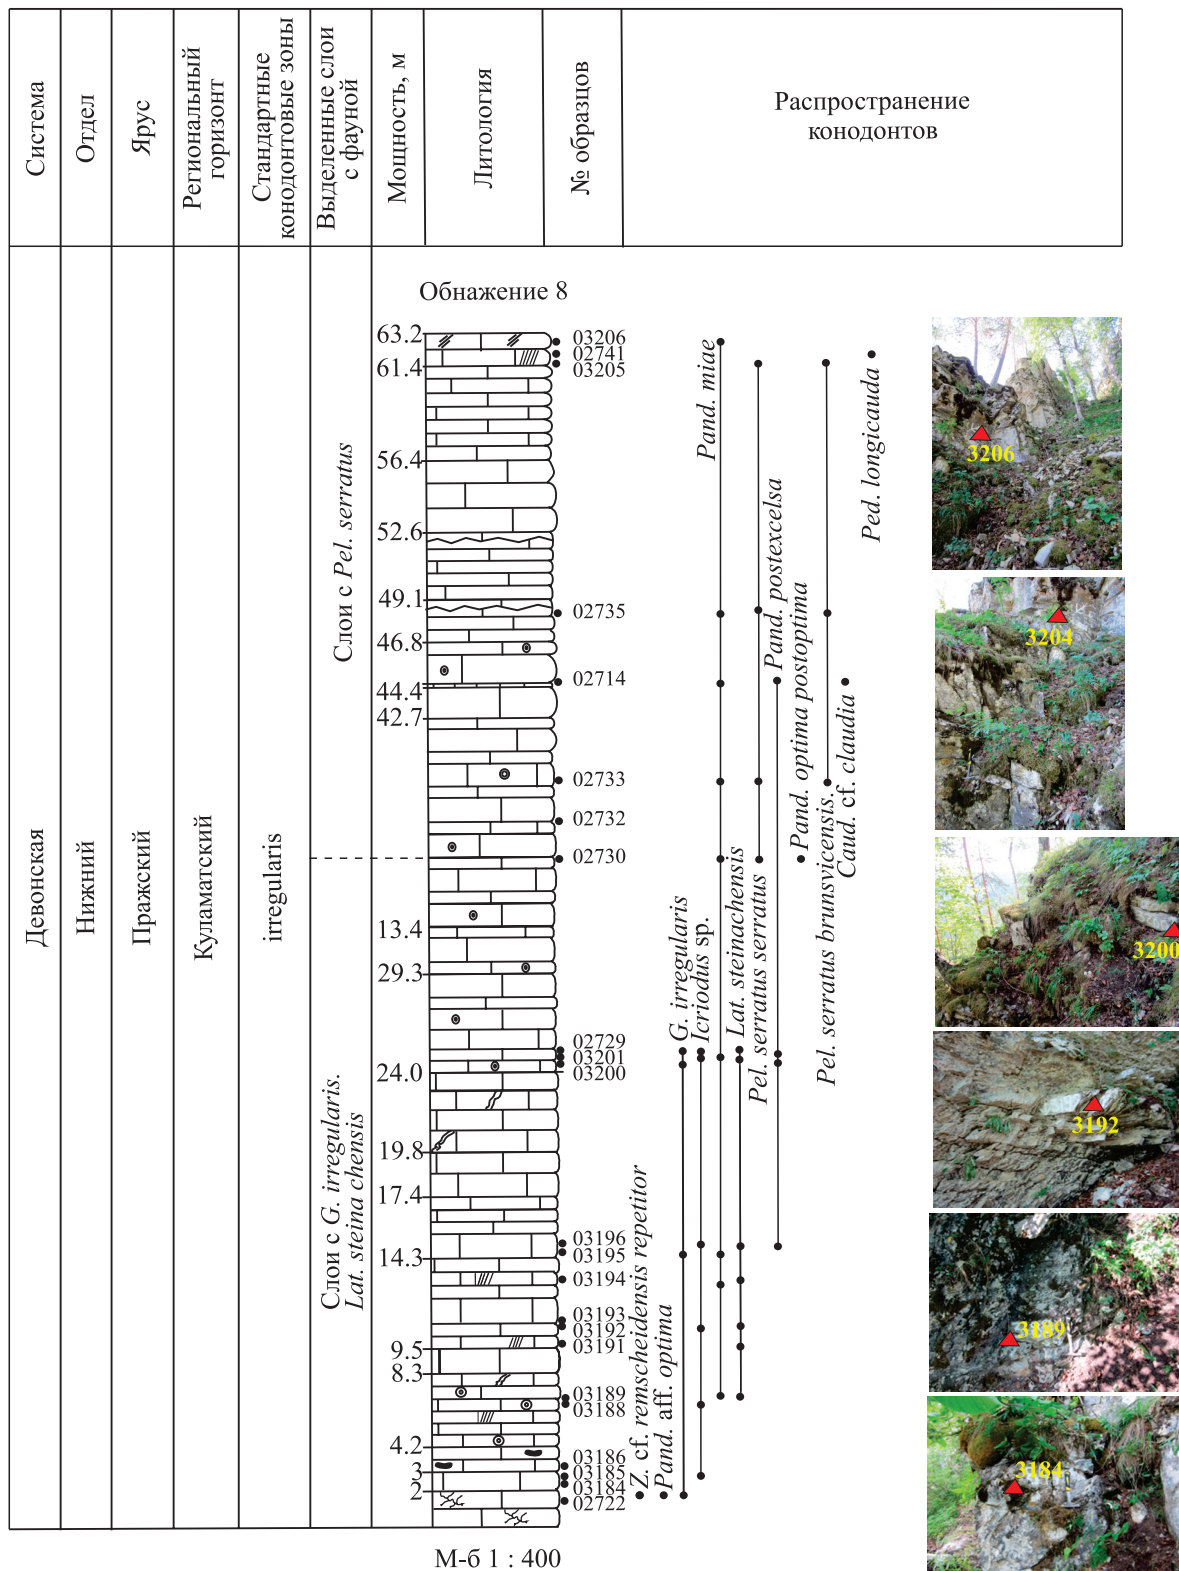 Система
Отдел
Ярус
Региональный
горизонт
Стандартные
конодонтовые зоны
Выделенные слои
с фауной
Мощность, м
Литология
№ образцов
Распространение
конодонтов
Обнажение 8
Девонская
Нижний
Пражский
Куламатский
irregularis
Слои с Pel. serratus
Слои с G. irregularis.
Lat. steina chensis
63.2
61.4
56.4
52.6
49.1
46.8
44.4
42.7
13.4
29.3
24.0
19.8
17.4
14.3
9.5
8.3
4.2
3
2
03206
02741
03205
02735
02714
02733
02732
02730
02729
03201
03200
03196
03195
03194
03193
03192
03191
03189
03188
03186
03185
03184
02722
Z. cf. remscheidensis repetitor
Pand. aff. optima
G. irregularis
Icriodus sp.
Pand. miae
Lat. steinachensis
Pel. serratus serratus
Pand. postexcelsa
Pand. optima postoptima
Pel. serratus brunsvicensis.
Caud. cf. claudia
Ped. longicauda
3206
3204
3200
3192
3189
3184
М-б 1 : 400